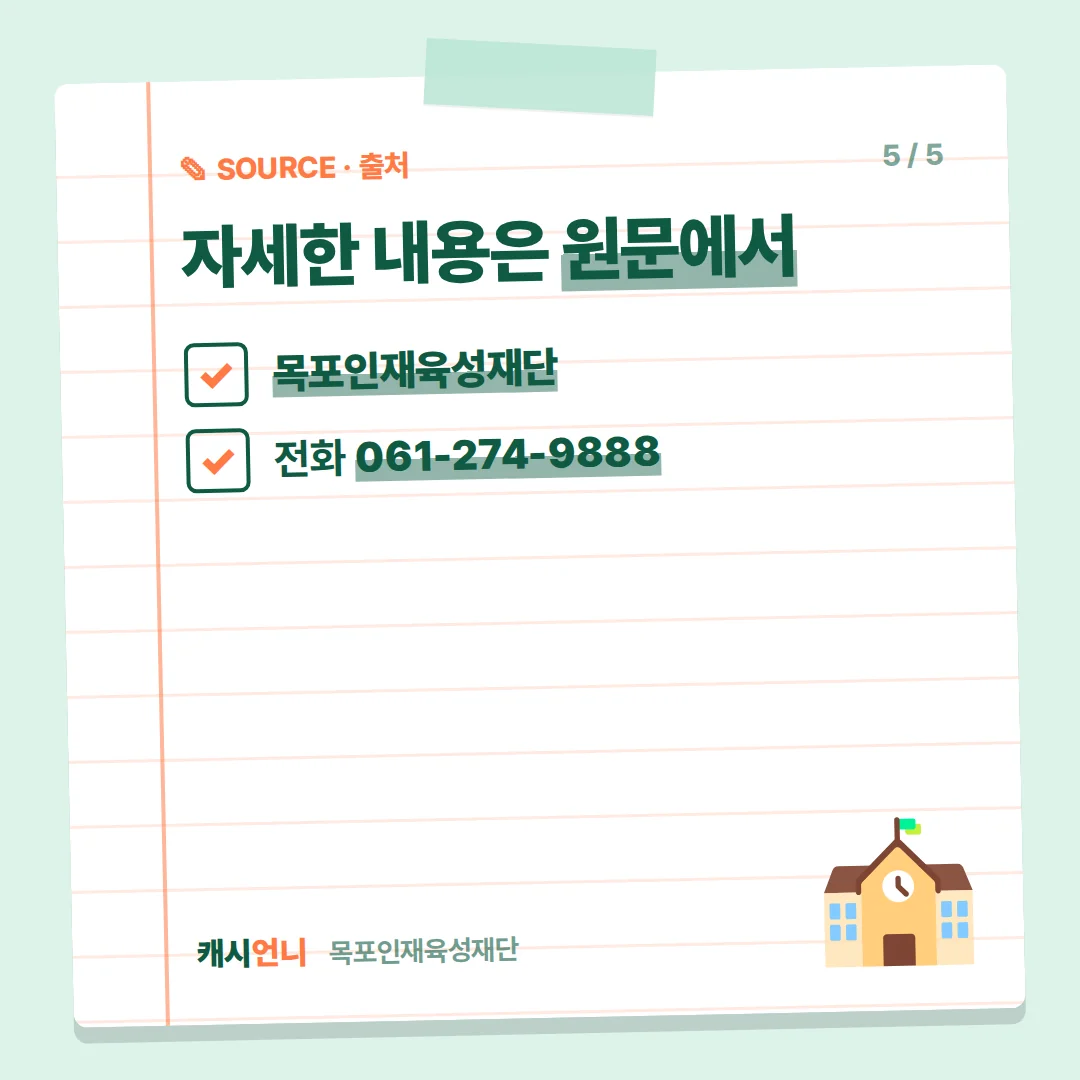 SOURCE · 출처
5 / 5
자세한 내용은 원문에서
목포인재육성재단
전화 061-274-9888
캐시언니 목포인재육성재단